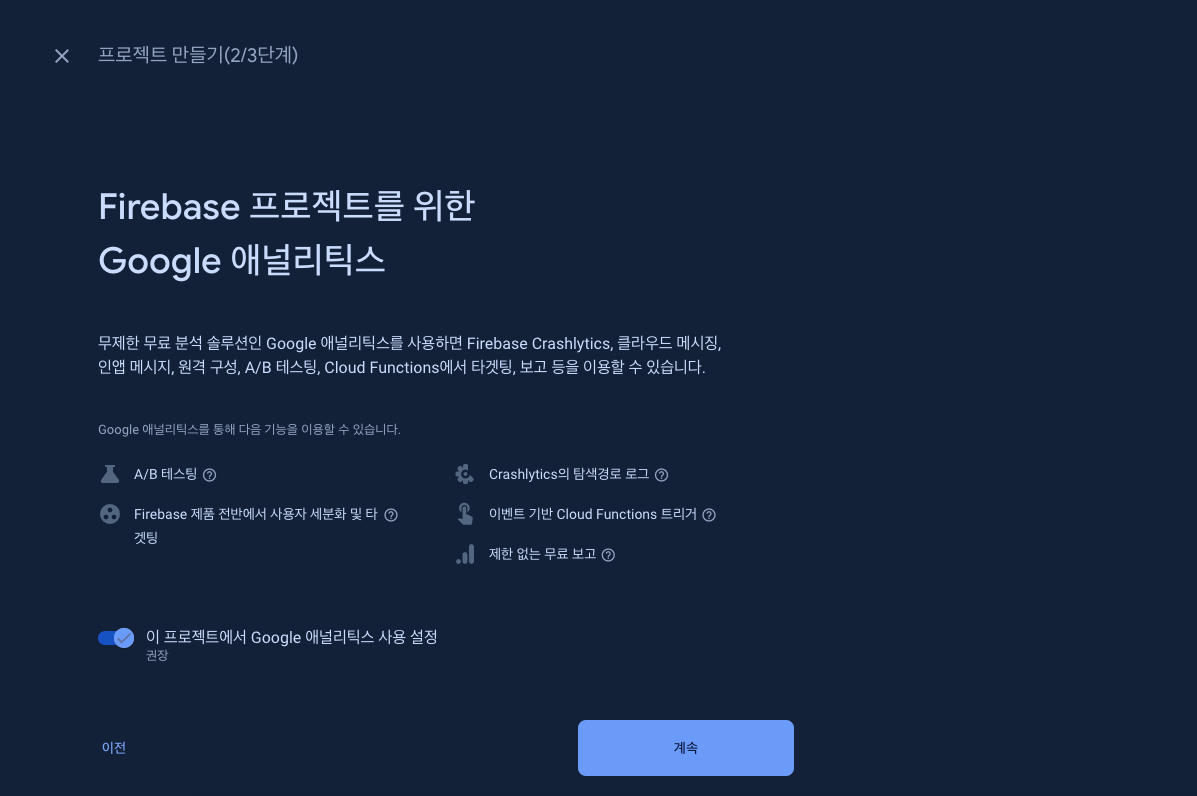 프로젝트 만들기(2/3단계)
Firebase 프로젝트를 위한
Google 애널리틱스
무제한 무료 분석 솔루션인 Google 애널리틱스를 사용하면 Firebase Crashlytics, 클라우드 메시징,
인앱 메시지, 원격 구성, A/B 테스팅, Cloud Functions에서 타겟팅, 보고 등을 이용할 수 있습니다.
Google 애널리틱스를 통해 다음 기능을 이용할 수 있습니다.
A/B 테스팅
Crashlytics의 탐색경로 로그
Firebase 제품 전반에서 사용자 세분화 및 타
겟팅
이벤트 기반 Cloud Functions 트리거
제한 없는 무료 보고
이 프로젝트에서 Google 애널리틱스 사용 설정
권장
이전
계속